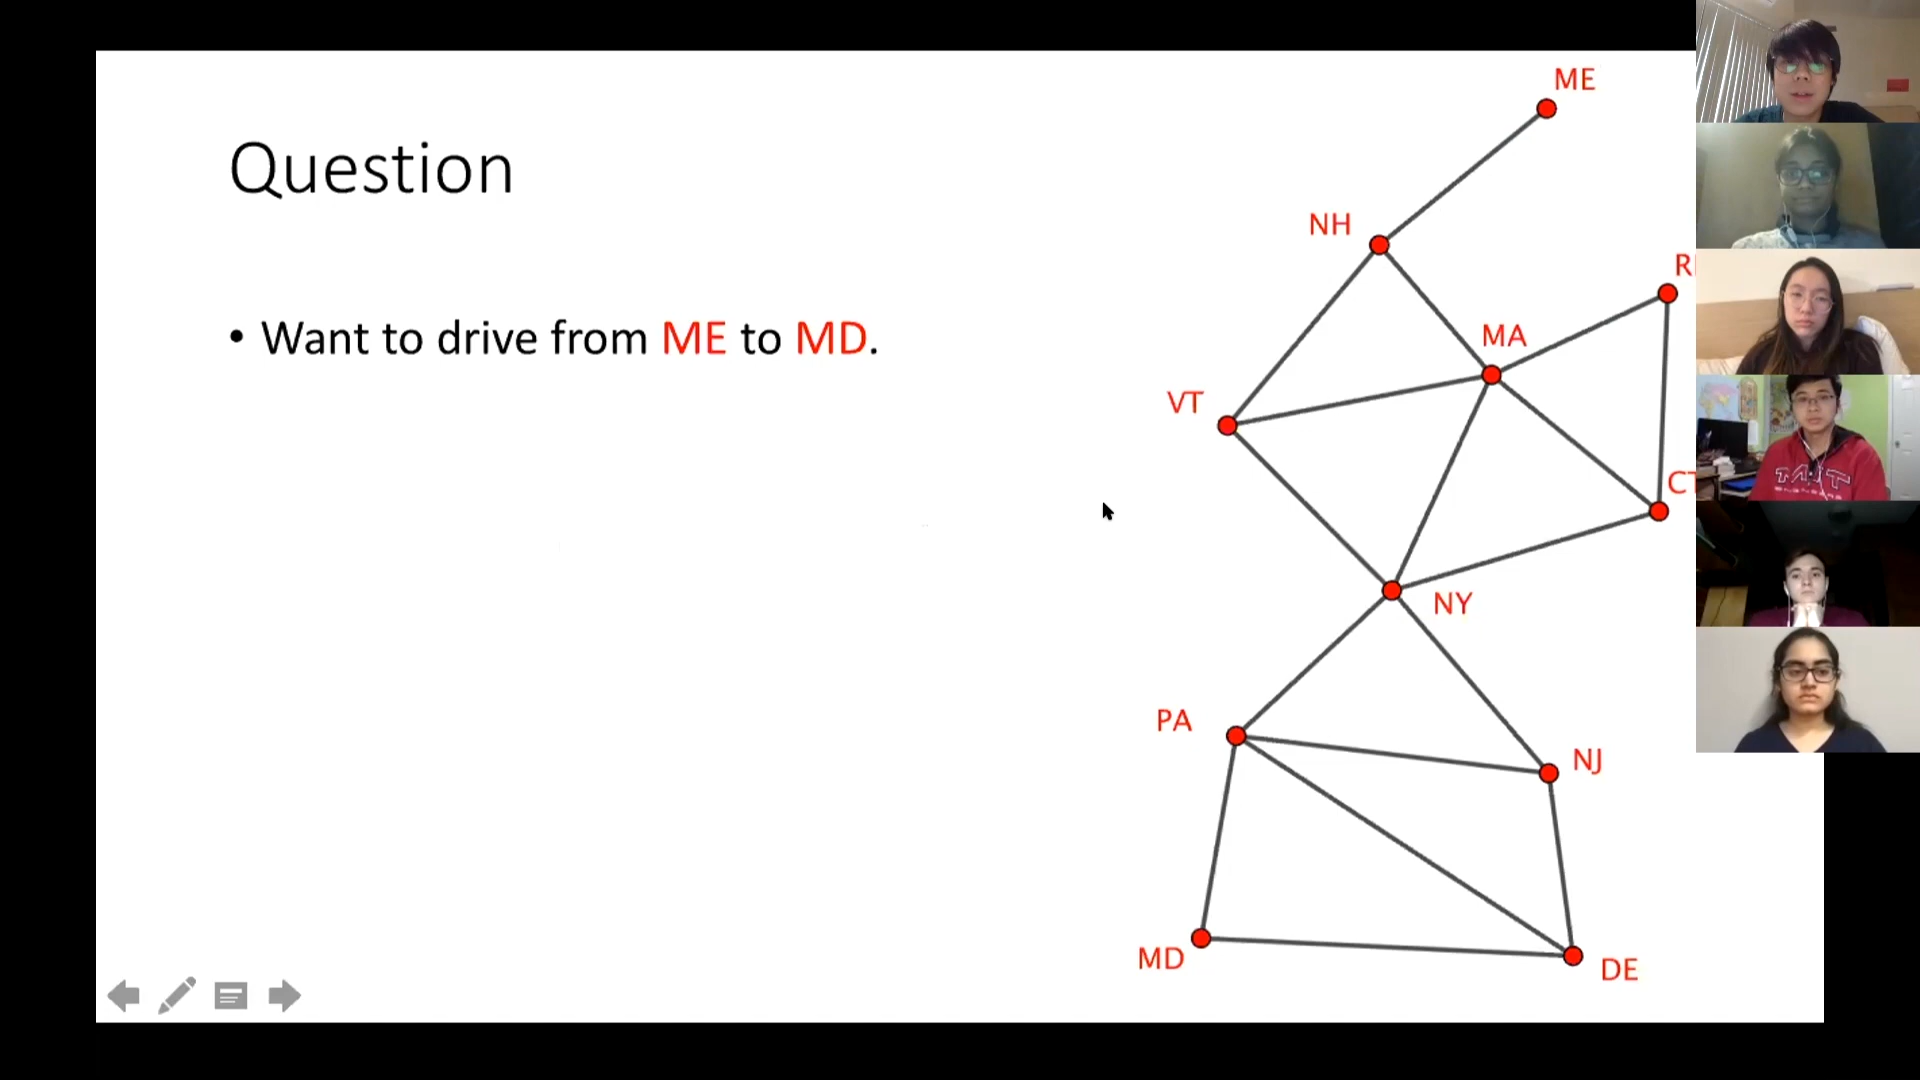 Question
• Want to drive from ME to MD.
ME
NH
MA
VT
NY
PA
NJ
MD
DE